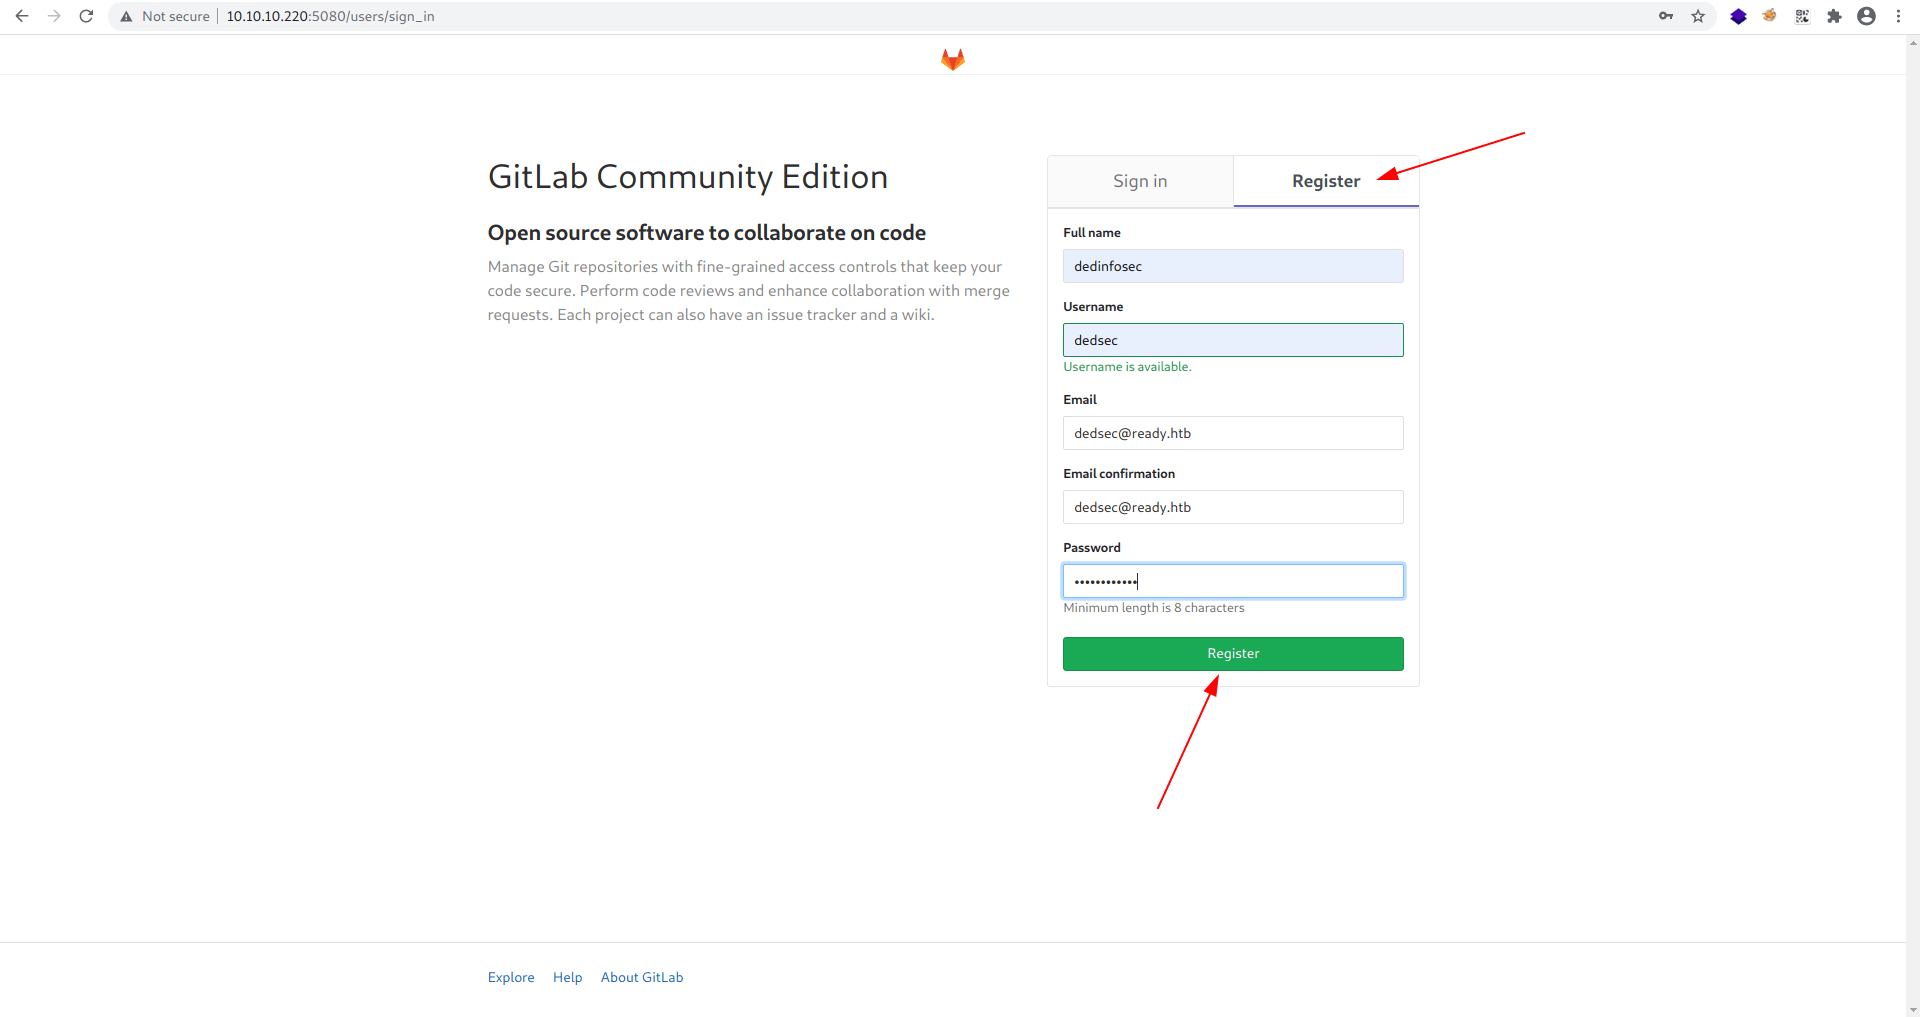 Not secure
10.10.10.220:5080/users/sign_in
GitLab Community Edition
Open source software to collaborate on code
Manage Git repositories with fine-grained access controls that keep your
code secure. Perform code reviews and enhance collaboration with merge
requests. Each project can also have an issue tracker and a wiki.
Sign in
Register
Full name
dedinfosec
Username
dedsec
Username is available.
Email
dedsec@ready.htb
Email confirmation
dedsec@ready.htb
Password
••••••••••••
Minimum length is 8 characters
Register
Explore
Help
About GitLab